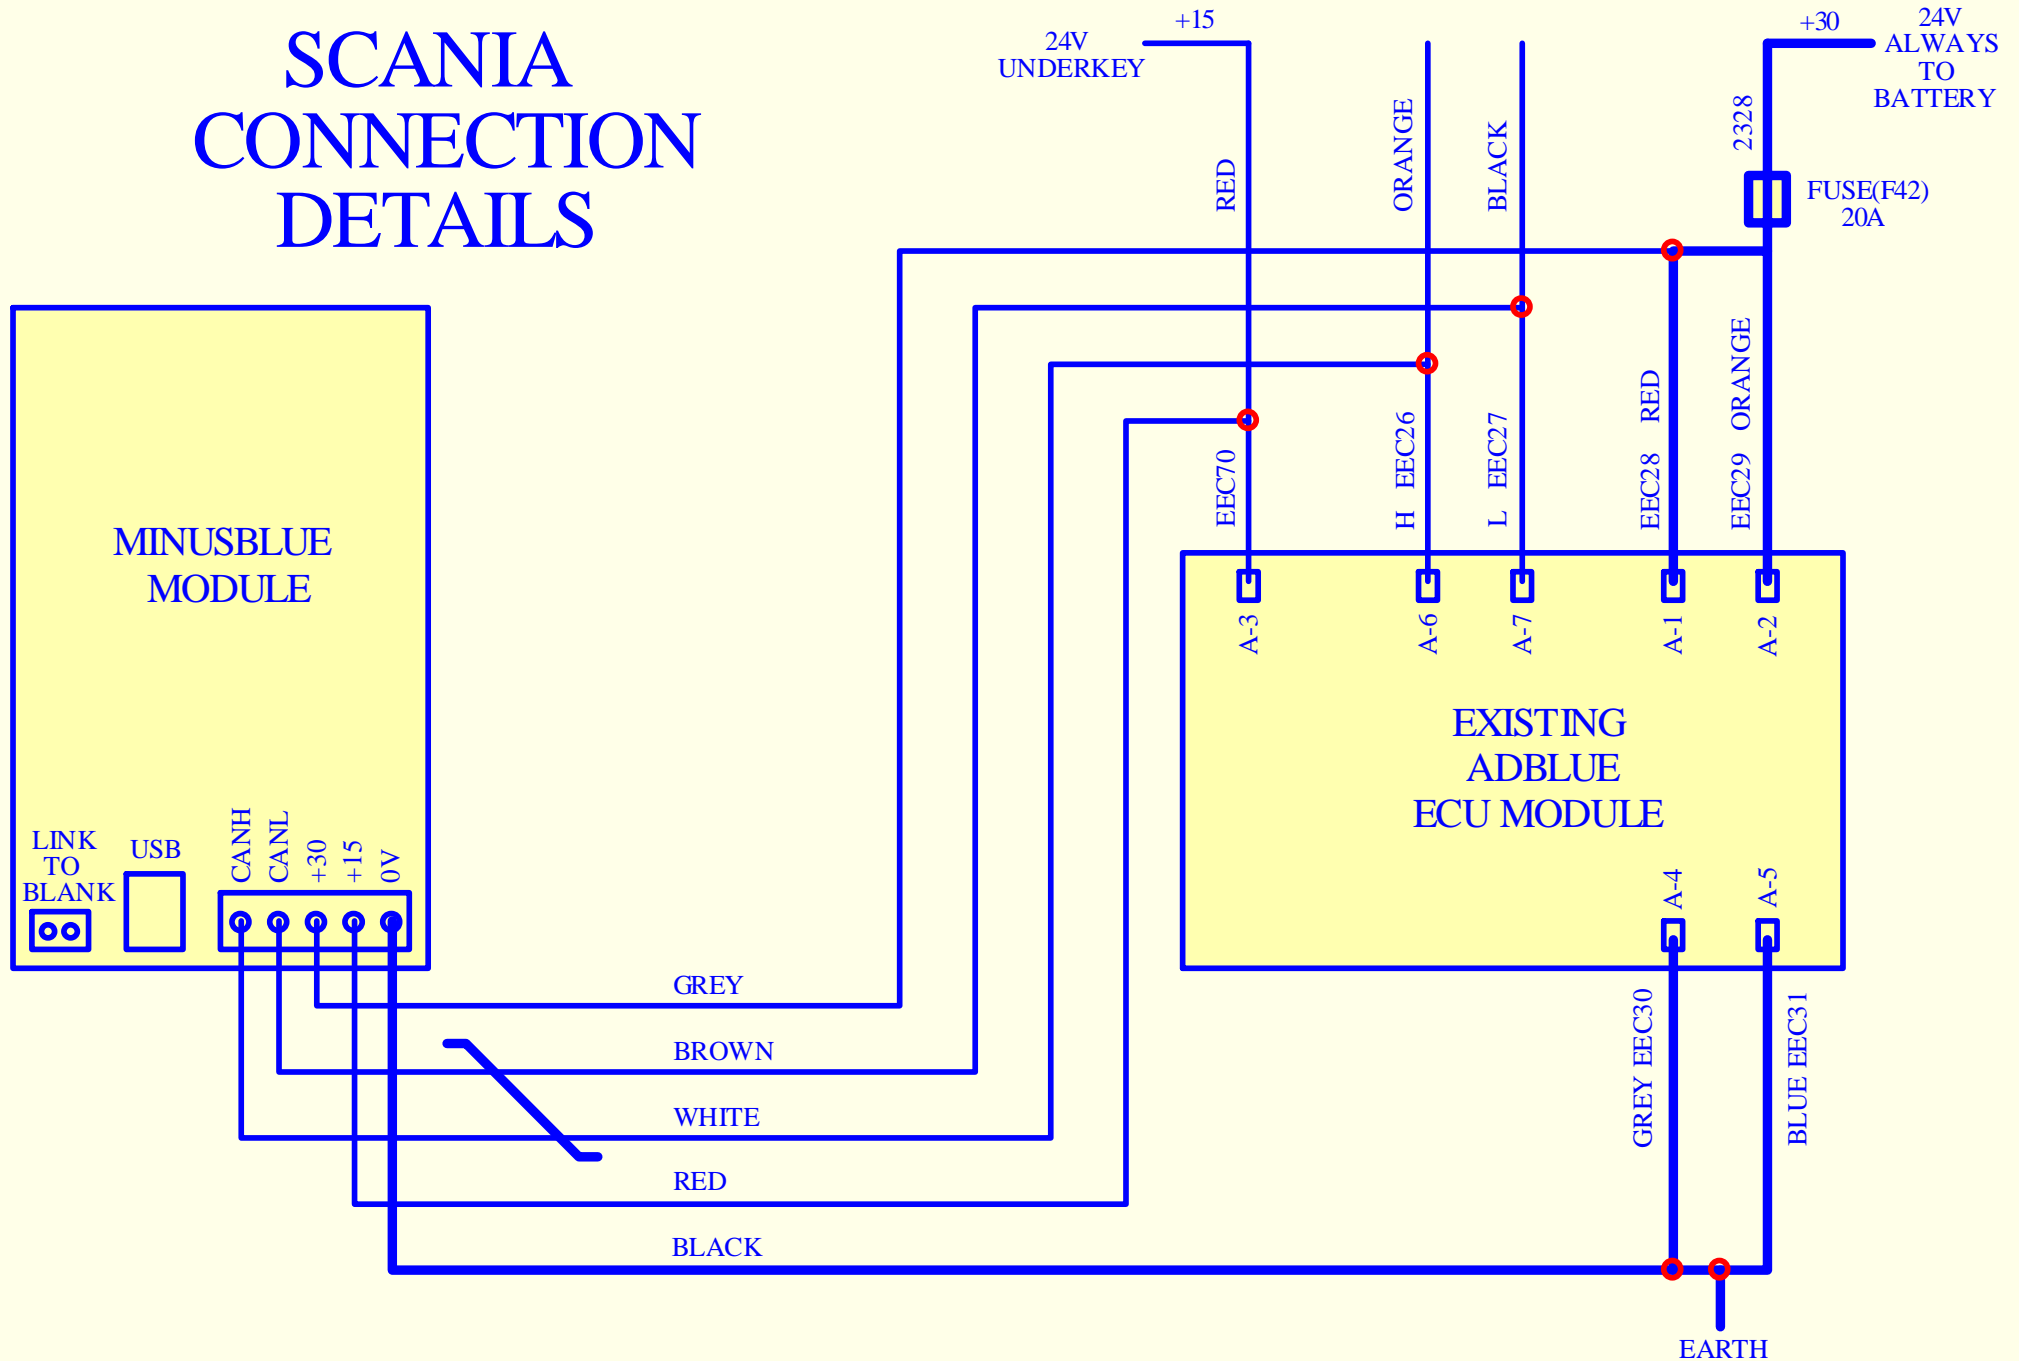 SCANIA
CONNECTION
DETAILS
+15
24V
UNDERKEY
RED
ORANGE
BLACK
+30
24V
ALWAYS
TO
BATTERY
2328
FUSE(F42)
20A
EEC70
H EEC26
L EEC27
EEC28 RED
EEC29 ORANGE
MINUSBLUE
MODULE
A-3
A-6
A-7
A-1
A-2
EXISTING
ADBLUE
ECU MODULE
A-4
A-5
LINK
TO
BLANK
USB
CANH
CANL
+30
+15
0V
GREY
BROWN
WHITE
RED
BLACK
GREY EEC30
BLUE EEC31
EARTH